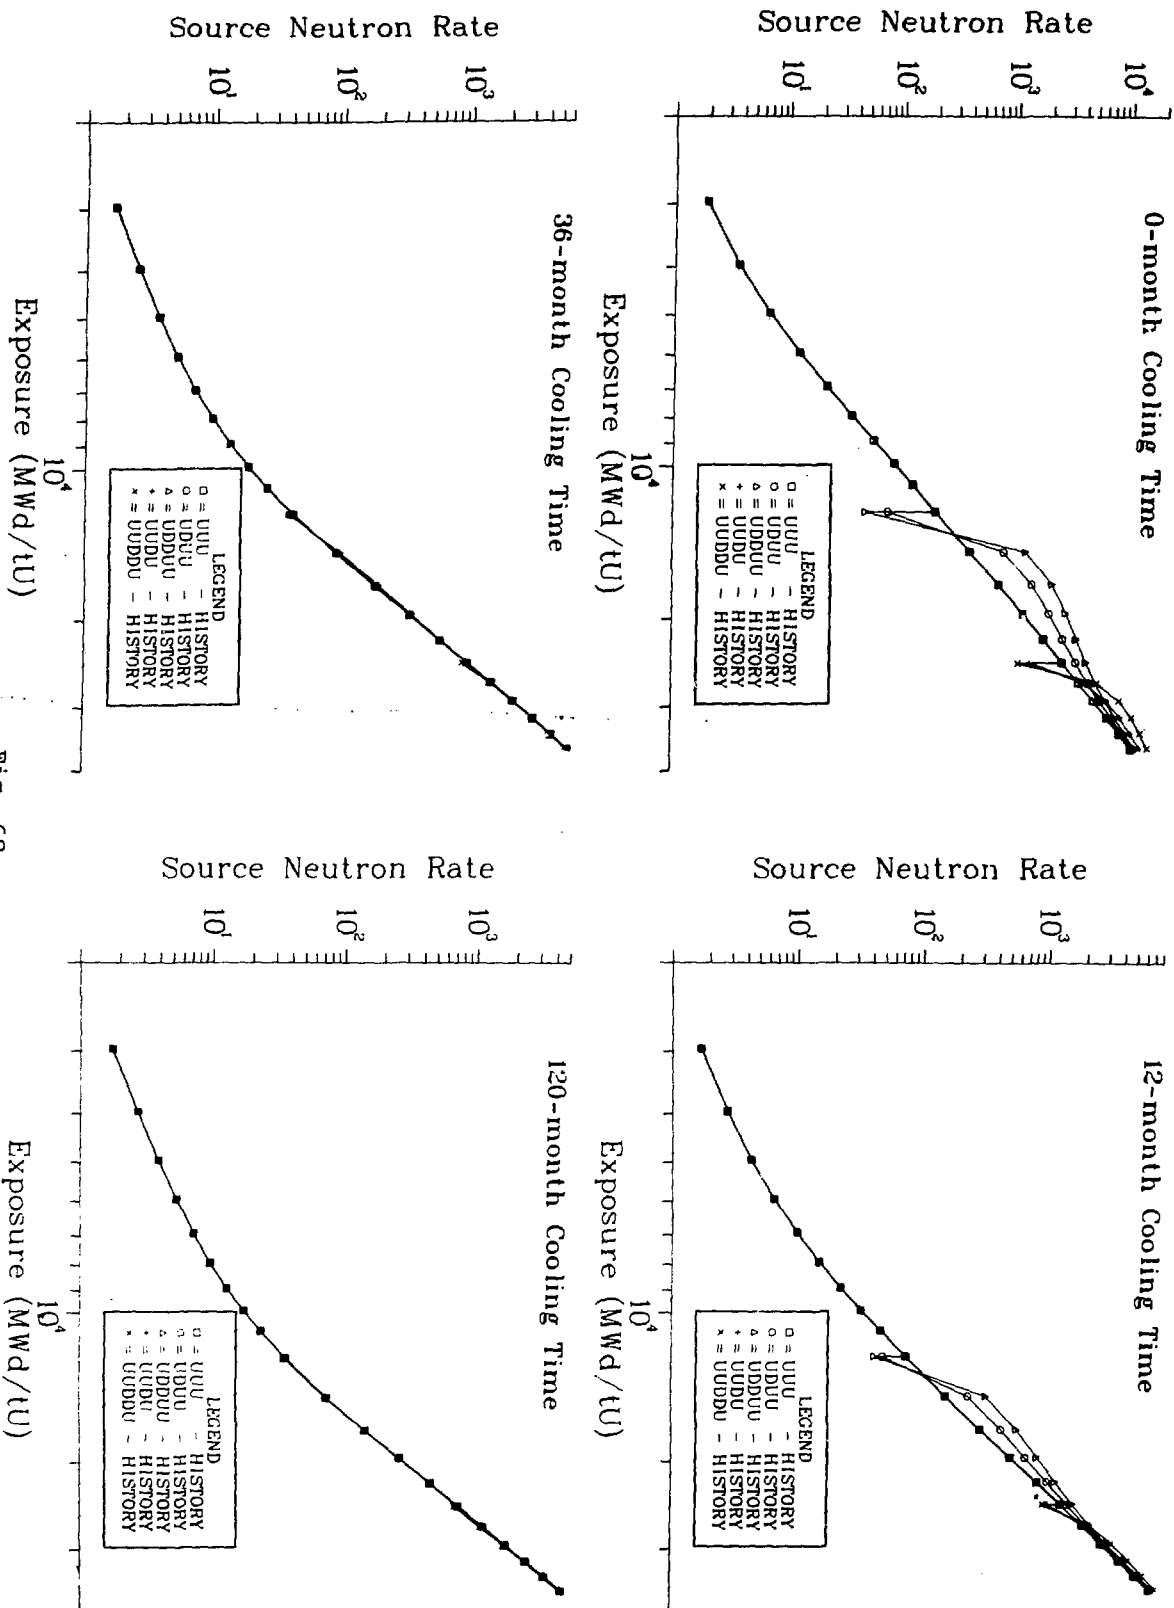 0-month Cooling Time
Source Neutron Rate
10⁴
10³
10²
10¹
LEGEND
□ = UUU - HISTORY
○ = UDUU - HISTORY
△ = UDDUU - HISTORY
+ = UUDU - HISTORY
× = UUDDU - HISTORY
10⁴
Exposure (MWd/tU)
12-month Cooling Time
Source Neutron Rate
10³
10²
10¹
LEGEND
□ = UUU - HISTORY
○ = UDUU - HISTORY
△ = UDDUU - HISTORY
+ = UUDU - HISTORY
× = UUDDU - HISTORY
10⁴
Exposure (MWd/tU)
36-month Cooling Time
Source Neutron Rate
10³
10²
10¹
LEGEND
□ = UUU - HISTORY
○ = UDUU - HISTORY
△ = UDDUU - HISTORY
+ = UUDU - HISTORY
× = UUDDU - HISTORY
10⁴
Exposure (MWd/tU)
120-month Cooling Time
Source Neutron Rate
10³
10²
10¹
LEGEND
□ = UUU - HISTORY
○ = UDUU - HISTORY
△ = UDDUU - HISTORY
+ = UUDU - HISTORY
× = UUDDU - HISTORY
10⁴
Exposure (MWd/tU)